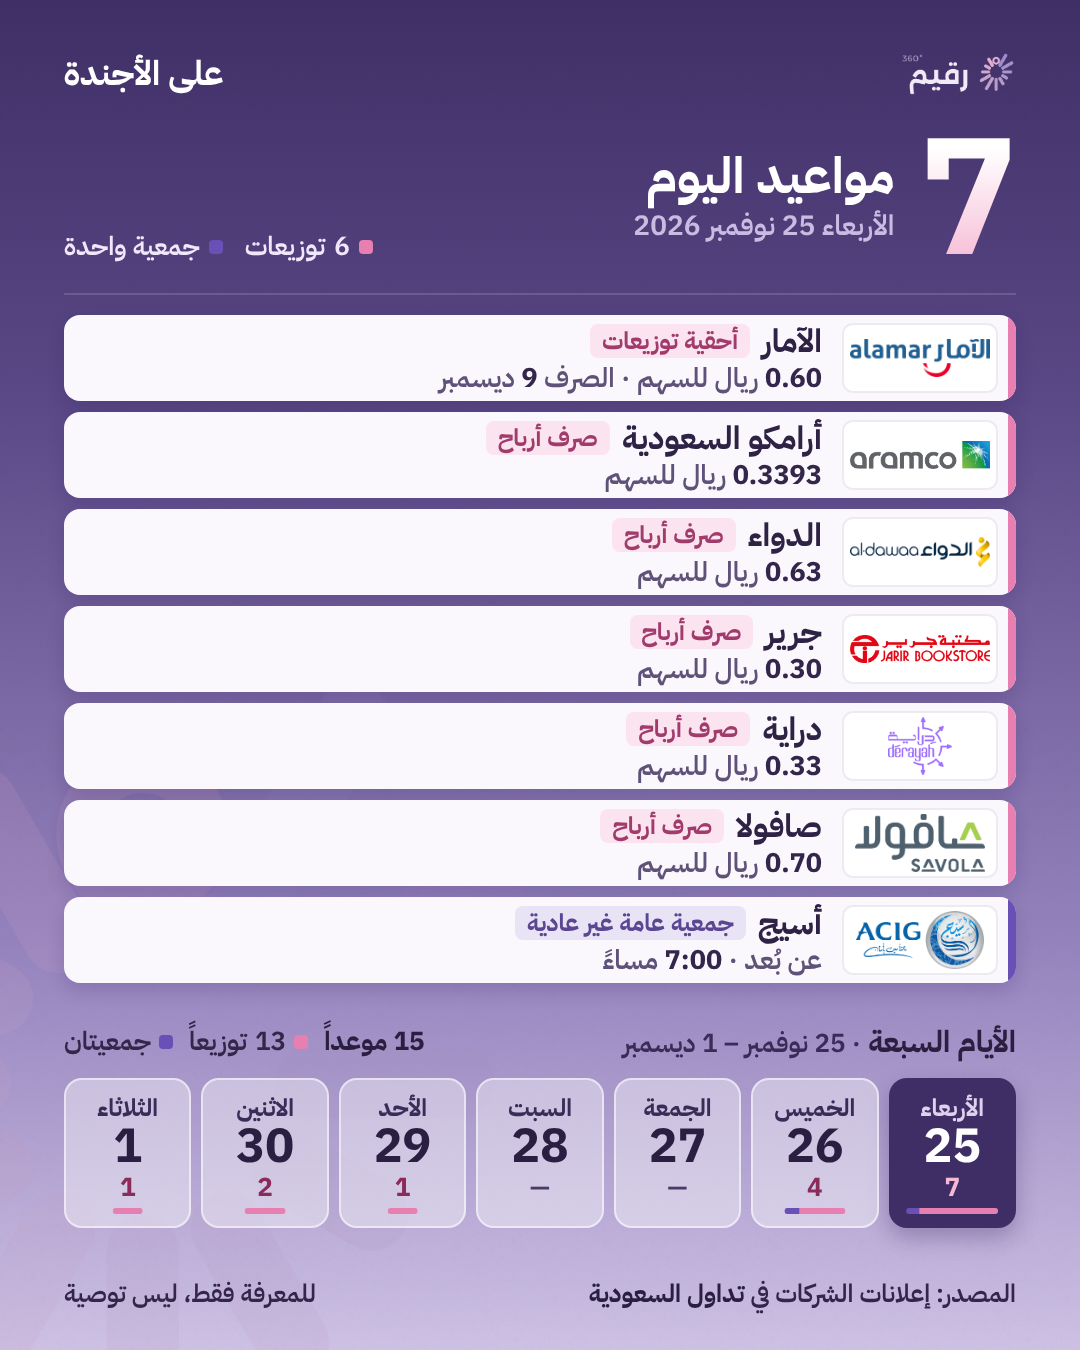 رقيم 360°
على الأجندة
7
مواعيد اليوم
الأربعاء 25 نوفمبر 2026
6 توزيعات جمعية واحدة
الآمار alamar
الآمار أحقية توزيعات
0.60 ريال للسهم · الصرف 9 ديسمبر
aramco
أرامكو السعودية صرف أرباح
0.3393 ريال للسهم
الدواء al-dawaa
الدواء صرف أرباح
0.63 ريال للسهم
مكتبة جرير
JARIR BOOKSTORE
جرير صرف أرباح
0.30 ريال للسهم
دراية
derayah
دراية صرف أرباح
0.33 ريال للسهم
صافولا
SAVOLA
صافولا صرف أرباح
0.70 ريال للسهم
ACIG
أسيج جمعية عامة غير عادية
عن بُعد · 7:00 مساءً
الأيام السبعة · 25 نوفمبر – 1 ديسمبر
15 موعداً 13 توزيعاً جمعيتان
الأربعاء
25
7
الخميس
26
4
الجمعة
27
–
السبت
28
–
الأحد
29
1
الاثنين
30
2
الثلاثاء
1
1
المصدر: إعلانات الشركات في تداول السعودية
للمعرفة فقط، ليس توصية